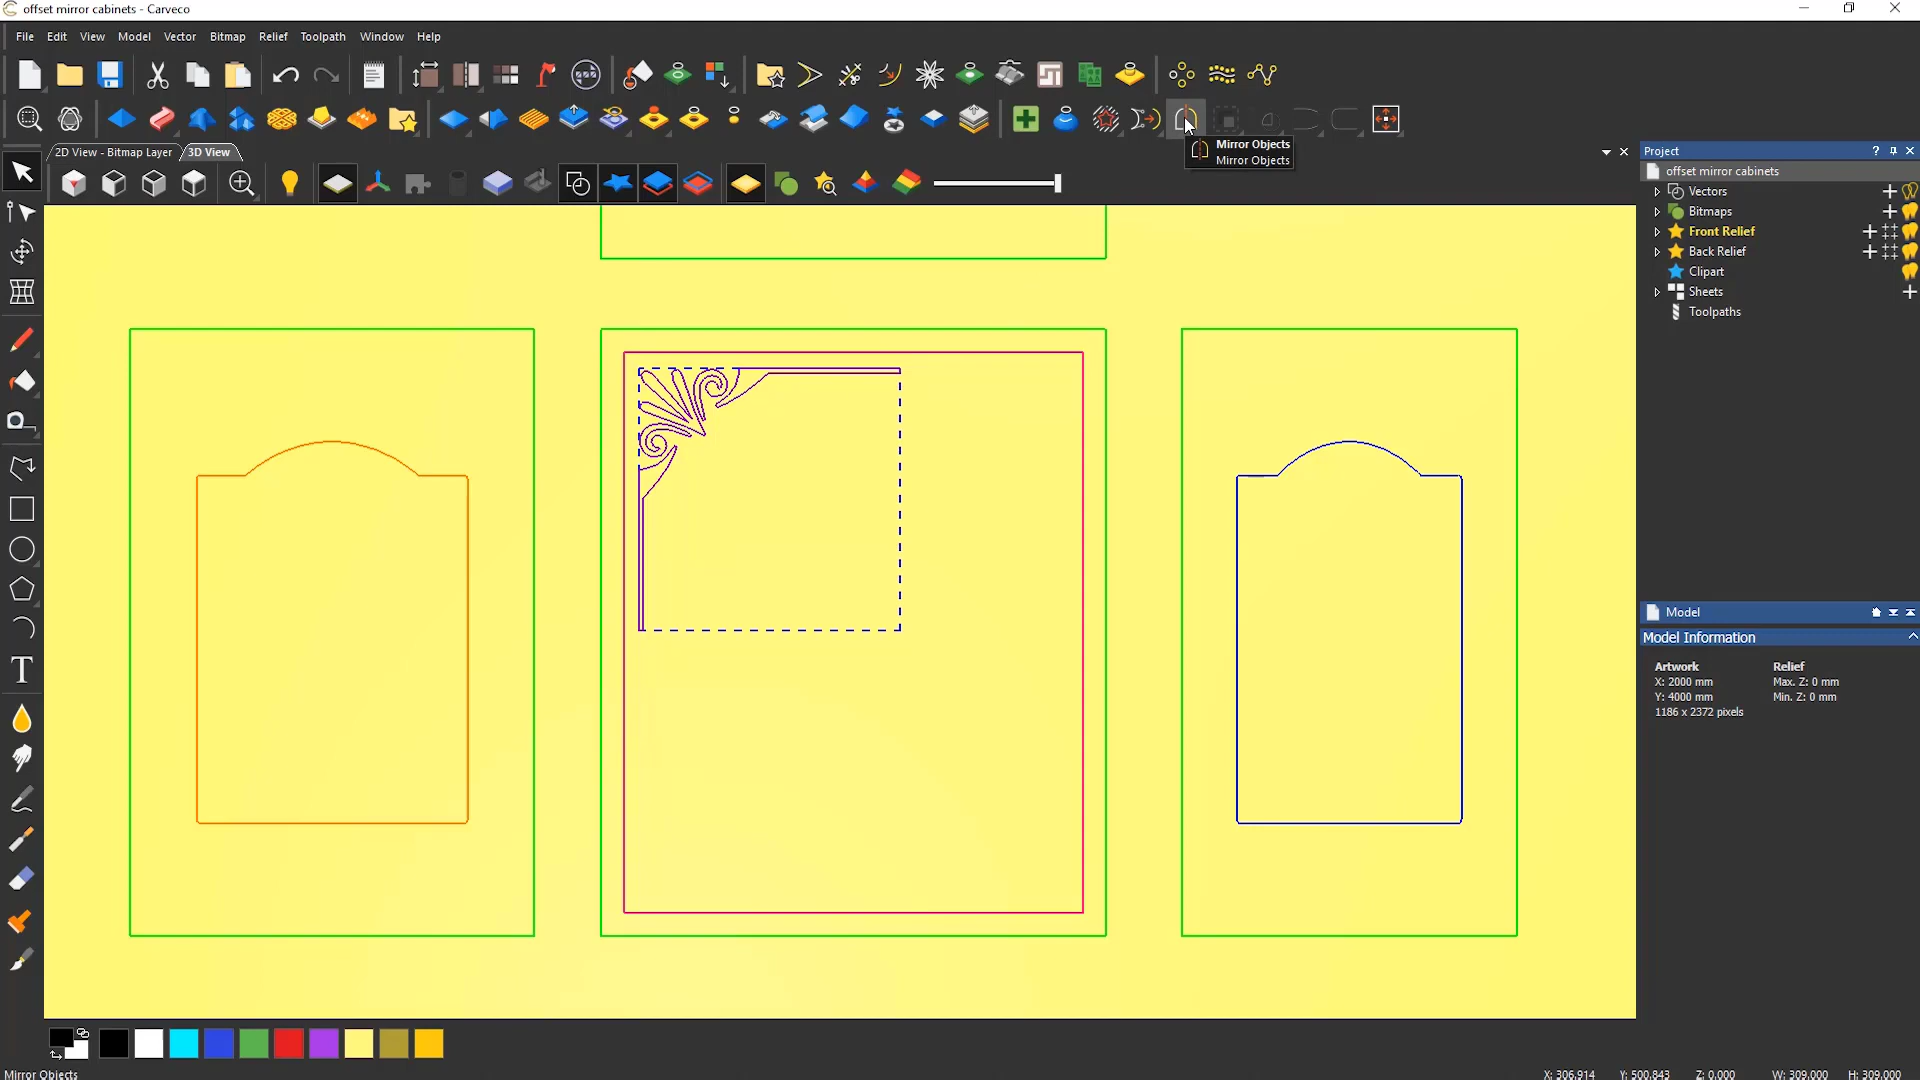 offset mirror cabinets - Carveco
File Edit View Model Vector Bitmap Relief Toolpath Window Help
2D View - Bitmap Layer 3D View
Mirror Objects
Mirror Objects
Project
offset mirror cabinets
Vectors
Bitmaps
Front Relief
Back Relief
Clipart
Sheets
Toolpaths
T
Model
Model Information
Artwork Relief
X: 2000 mm Max. Z: 0 mm
Y: 4000 mm Min. Z: 0 mm
1186 x 2372 pixels
Mirror Objects X: 306.914 Y: 500.843 Z: 0.000 W: 309.000 H: 309.000